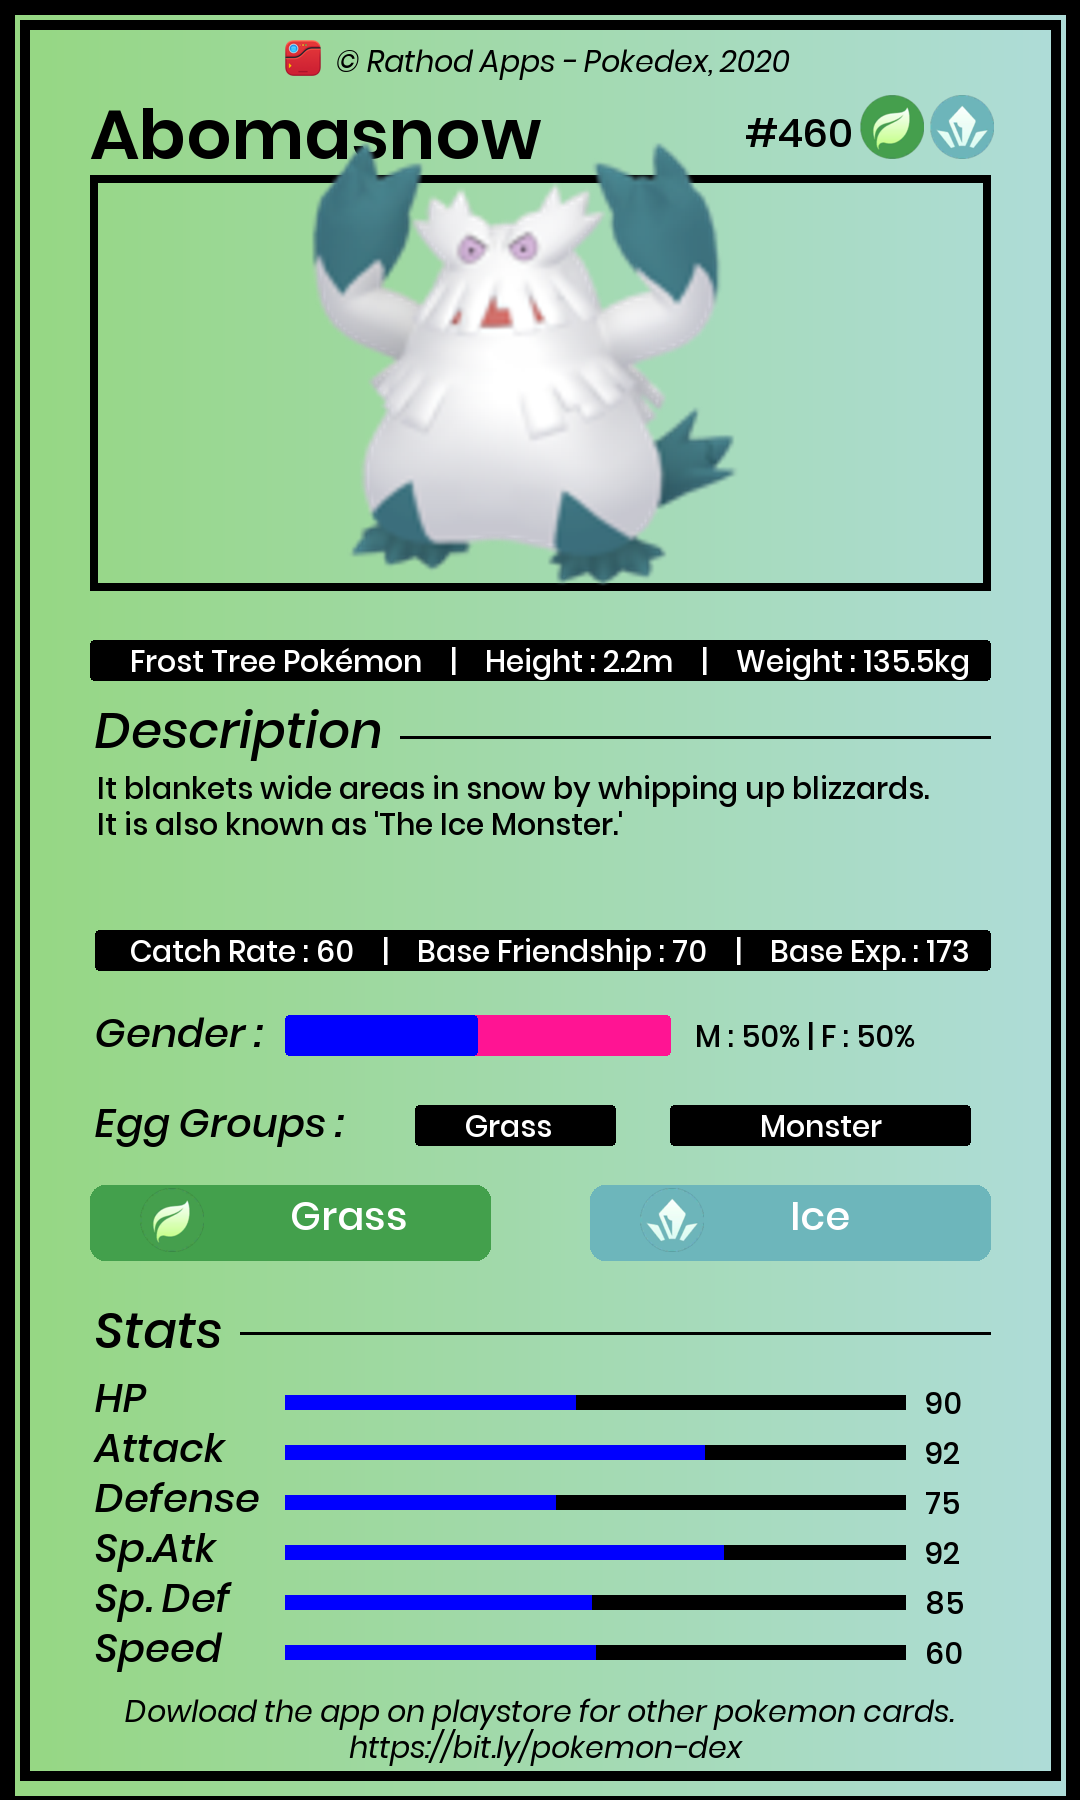 © Rathod Apps - Pokedex, 2020
Abomasnow #460
Frost Tree Pokémon | Height : 2.2m | Weight : 135.5kg
Description
It blankets wide areas in snow by whipping up blizzards.
It is also known as 'The Ice Monster.'
Catch Rate : 60 | Base Friendship : 70 | Base Exp. : 173
Gender : M : 50% | F : 50%
Egg Groups : Grass Monster
Grass Ice
Stats
HP 90
Attack 92
Defense 75
Sp.Atk 92
Sp. Def 85
Speed 60
Dowload the app on playstore for other pokemon cards.
https://bit.ly/pokemon-dex